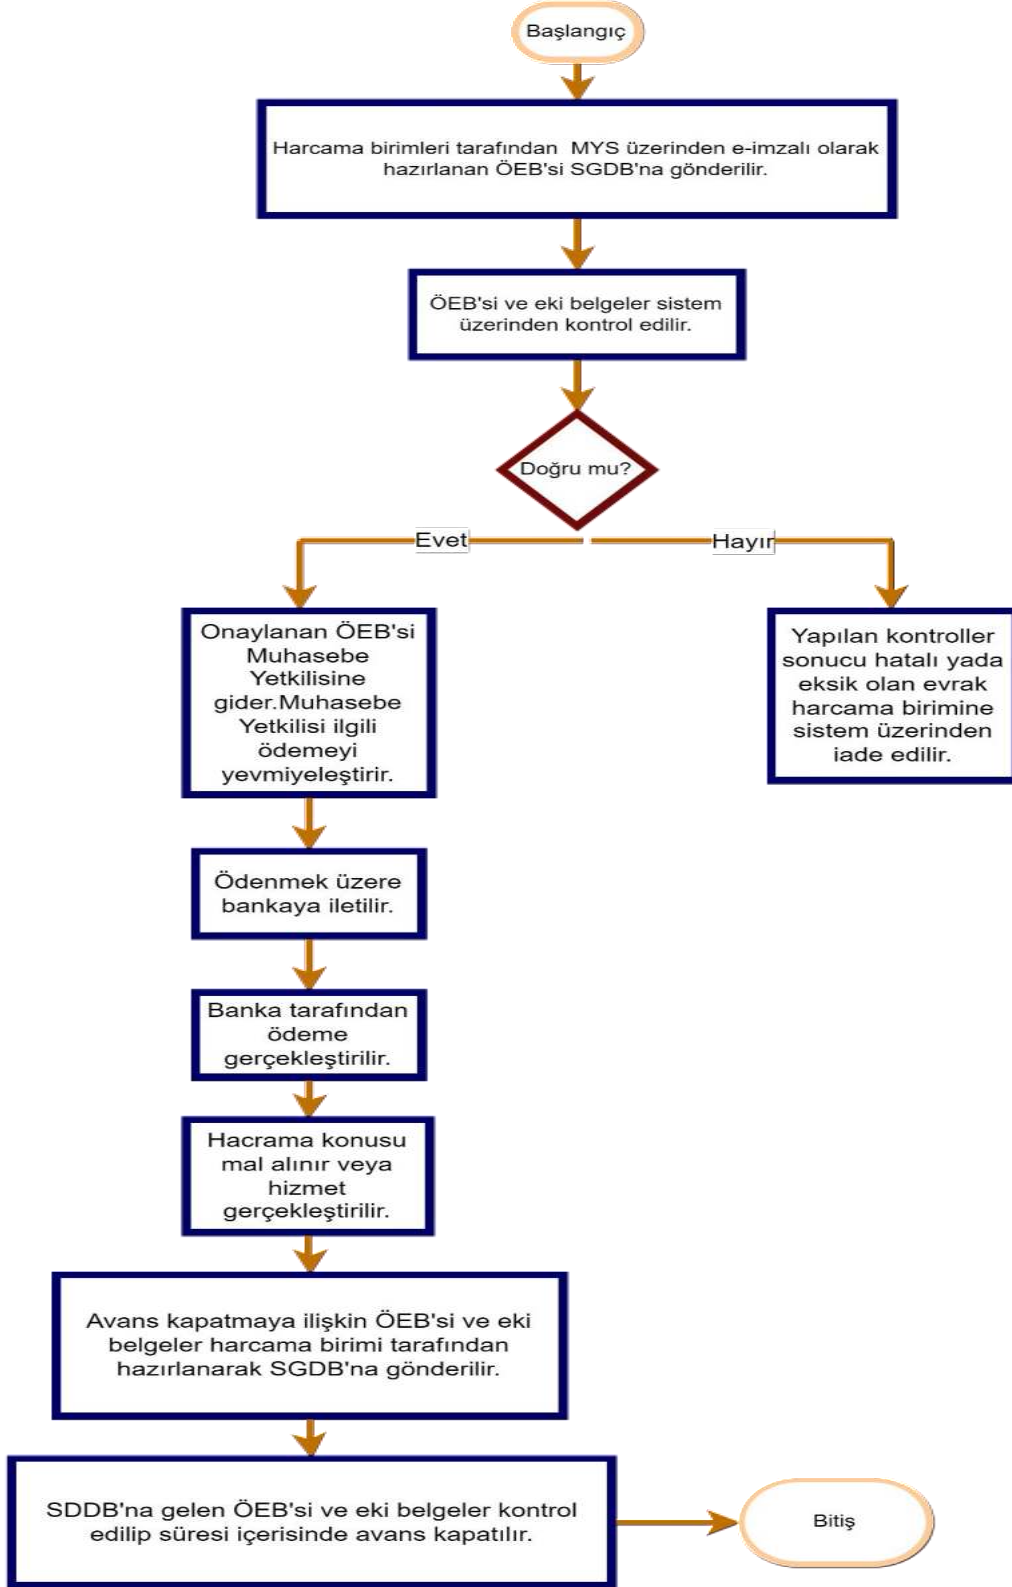 Başlangıç
Harcama birimleri tarafından MYS üzerinden e-imzalı olarak
hazırlanan ÖEB'si SGDB'na gönderilir.
ÖEB'si ve eki belgeler sistem
üzerinden kontrol edilir.
Doğru mu?
Evet
Hayır
Onaylanan ÖEB'si
Muhasebe
Yetkilisine
gider.Muhasebe
Yetkilisi ilgili
ödemeyi
yevmiyeleştirir.
Yapılan kontroller
sonucu hatalı yada
eksik olan evrak
harcama birimine
sistem üzerinden
iade edilir.
Ödenmek üzere
bankaya iletilir.
Banka tarafından
ödeme
gerçekleştirilir.
Hacrama konusu
mal alınır veya
hizmet
gerçekleştirilir.
Avans kapatmaya ilişkin ÖEB'si ve eki
belgeler harcama birimi tarafından
hazırlanarak SGDB'na gönderilir.
SDDB'na gelen ÖEB'si ve eki belgeler kontrol
edilip süresi içerisinde avans kapatılır.
Bitiş